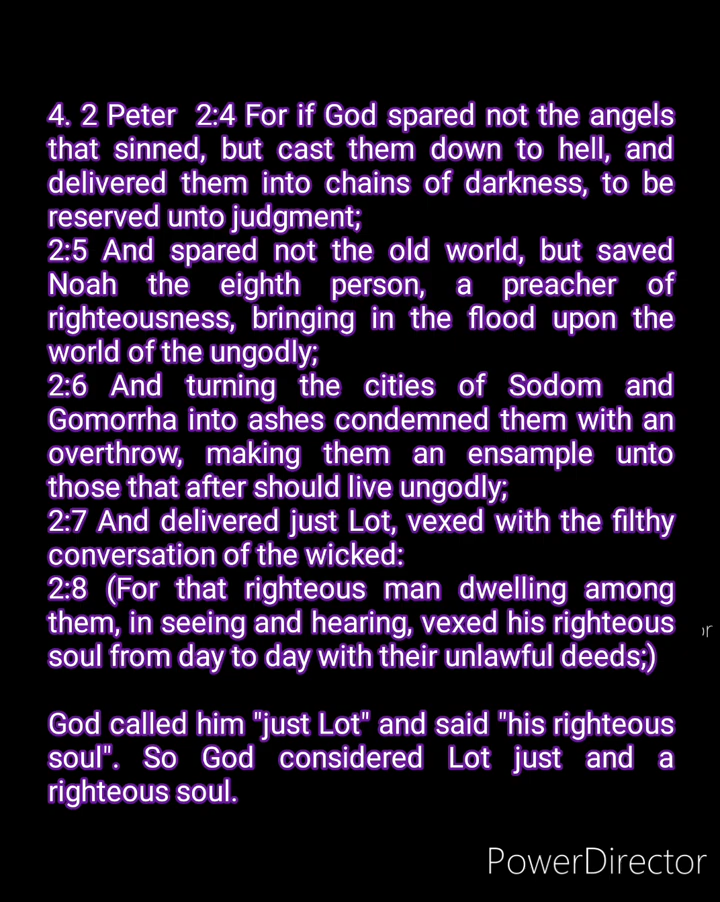 4. 2 Peter 2:4 For if God spared not the angels
that sinned, but cast them down to hell, and
delivered them into chains of darkness, to be
reserved unto judgment;
2:5 And spared not the old world, but saved
Noah the eighth person, a preacher of
righteousness, bringing in the flood upon the
world of the ungodly;
2:6 And turning the cities of Sodom and
Gomorrha into ashes condemned them with an
overthrow, making them an ensample unto
those that after should live ungodly;
2:7 And delivered just Lot, vexed with the filthy
conversation of the wicked:
2:8 (For that righteous man dwelling among
them, in seeing and hearing, vexed his righteous
soul from day to day with their unlawful deeds;)
God called him "just Lot" and said "his righteous
soul". So God considered Lot just and a
righteous soul.
PowerDirector